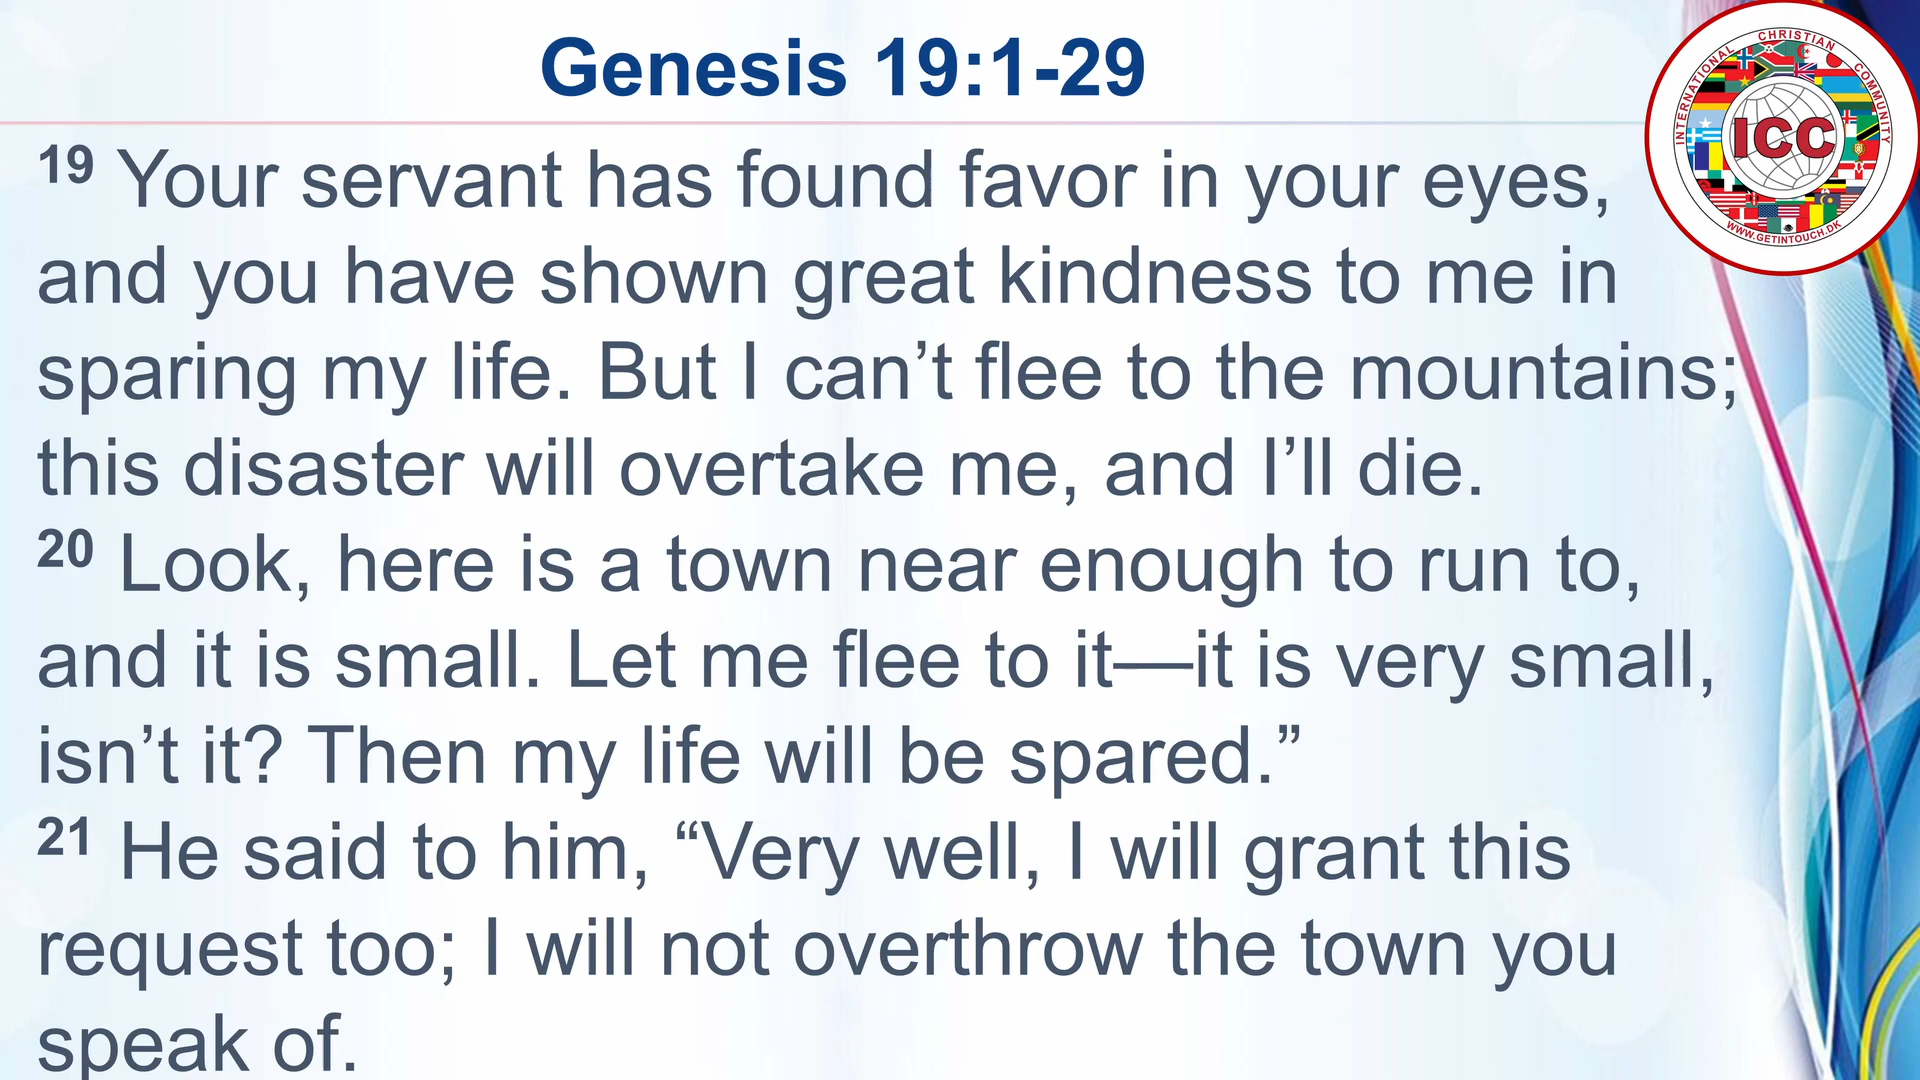 Genesis 19:1-29
INTERNATIONAL CHRISTIAN COMMUNITY
ICC
WWW.GETINTOUCH.DK
19 Your servant has found favor in your eyes,
and you have shown great kindness to me in
sparing my life. But I can’t flee to the mountains;
this disaster will overtake me, and I’ll die.
20 Look, here is a town near enough to run to,
and it is small. Let me flee to it—it is very small,
isn’t it? Then my life will be spared.”
21 He said to him, “Very well, I will grant this
request too; I will not overthrow the town you
speak of.